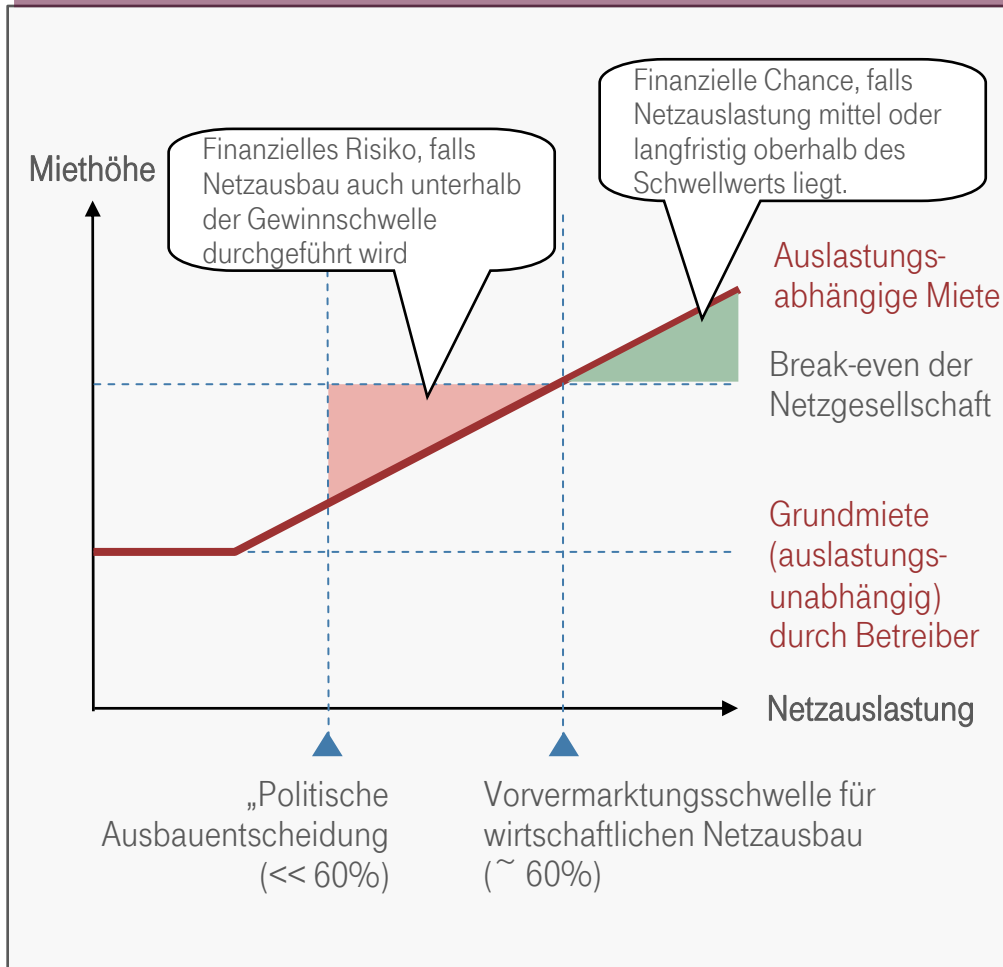 Finanzielle Chance, falls
Netzauslastung mittel oder
langfristig oberhalb des
Schwellwerts liegt.
Finanzielles Risiko, falls
Netzausbau auch unterhalb
der Gewinnschwelle
durchgeführt wird
Miethöhe
Auslastungs-
abhängige Miete
Break-even der
Netzgesellschaft
Grundmiete
(auslastungs-
unabhängig)
durch Betreiber
Netzauslastung
„Politische
Ausbauentscheidung
(<< 60%)
Vorvermarktungsschwelle für
wirtschaftlichen Netzausbau
(~ 60%)